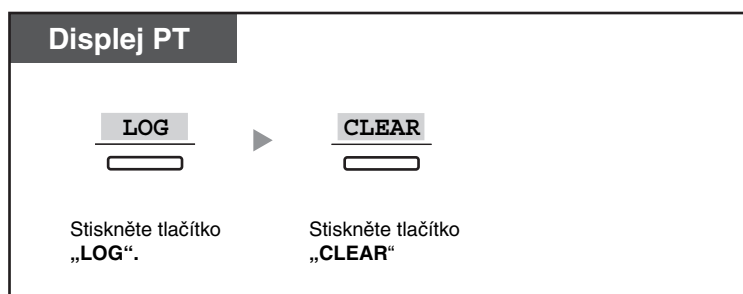 Displej PT
LOG
CLEAR
Stiskněte tlačítko
„LOG“.
Stiskněte tlačítko
„CLEAR“